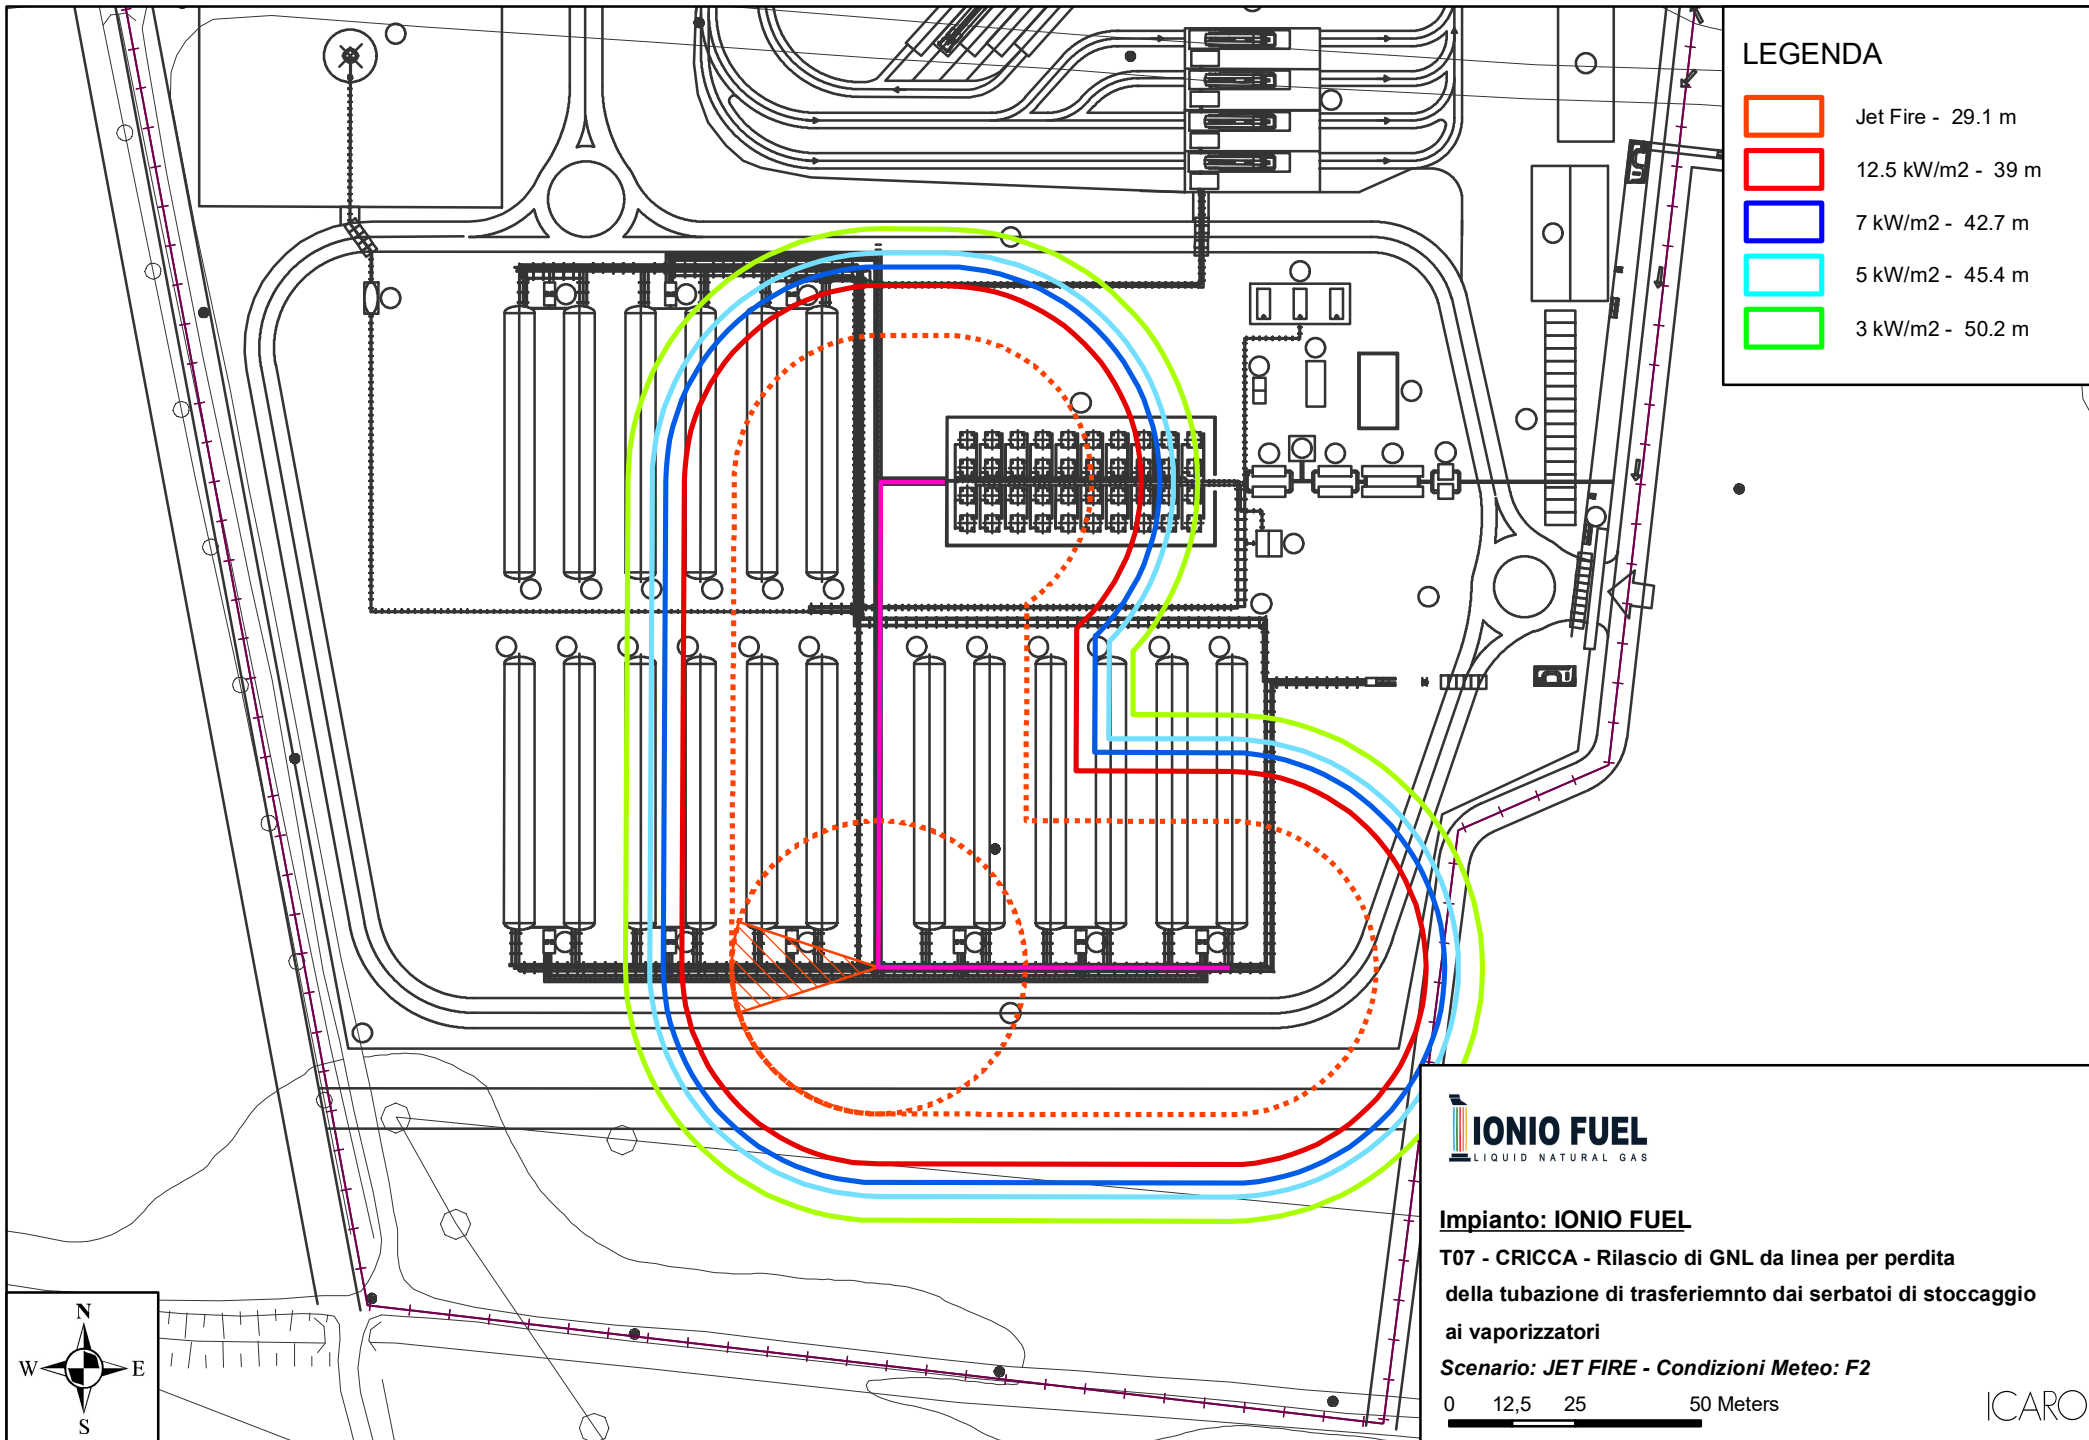 LEGENDA
Jet Fire - 29.1 m
12.5 kW/m2 - 39 m
7 kW/m2 - 42.7 m
5 kW/m2 - 45.4 m
3 kW/m2 - 50.2 m
IONIO FUEL
LIQUID NATURAL GAS
Impianto: IONIO FUEL
T07 - CRICCA - Rilascio di GNL da linea per perdita
della tubazione di trasferiemnto dai serbatoi di stoccaggio
ai vaporizzatori
Scenario: JET FIRE - Condizioni Meteo: F2
0 12,5 25 50 Meters
ICARO
N
W E
S